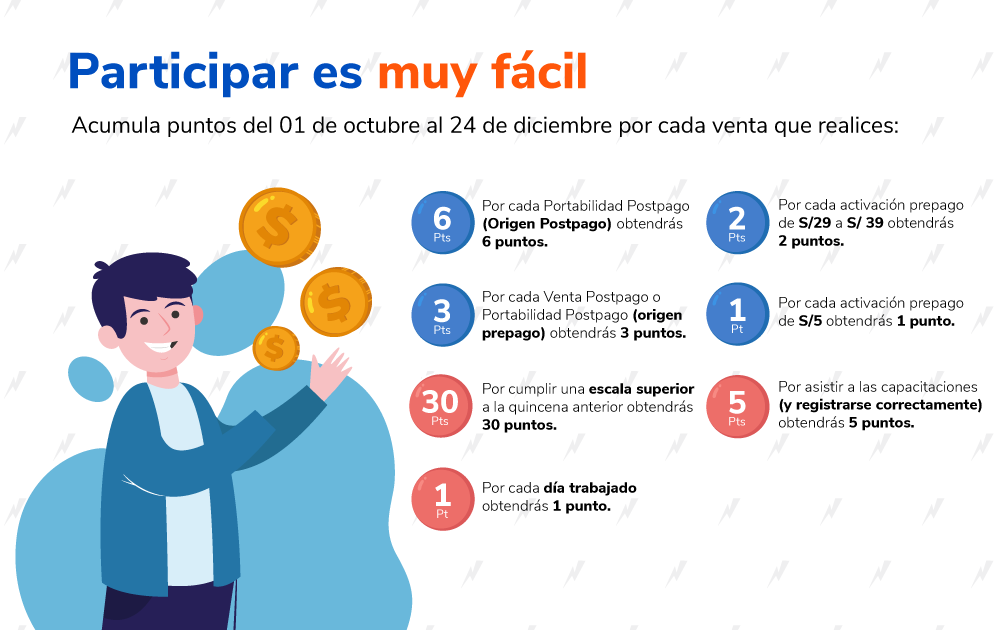 Participar es muy fácil
Acumula puntos del 01 de octubre al 24 de diciembre por cada venta que realices:
6
Pts
Por cada Portabilidad Postpago
(Origen Postpago) obtendrás
6 puntos.
2
Pts
Por cada activación prepago
de S/29 a S/ 39 obtendrás
2 puntos.
3
Pts
Por cada Venta Postpago o
Portabilidad Postpago (origen
prepago) obtendrás 3 puntos.
1
Pt
Por cada activación prepago
de S/5 obtendrás 1 punto.
30
Pts
Por cumplir una escala superior
a la quincena anterior obtendrás
30 puntos.
5
Pts
Por asistir a las capacitaciones
(y registrarse correctamente)
obtendrás 5 puntos.
1
Pt
Por cada día trabajado
obtendrás 1 punto.